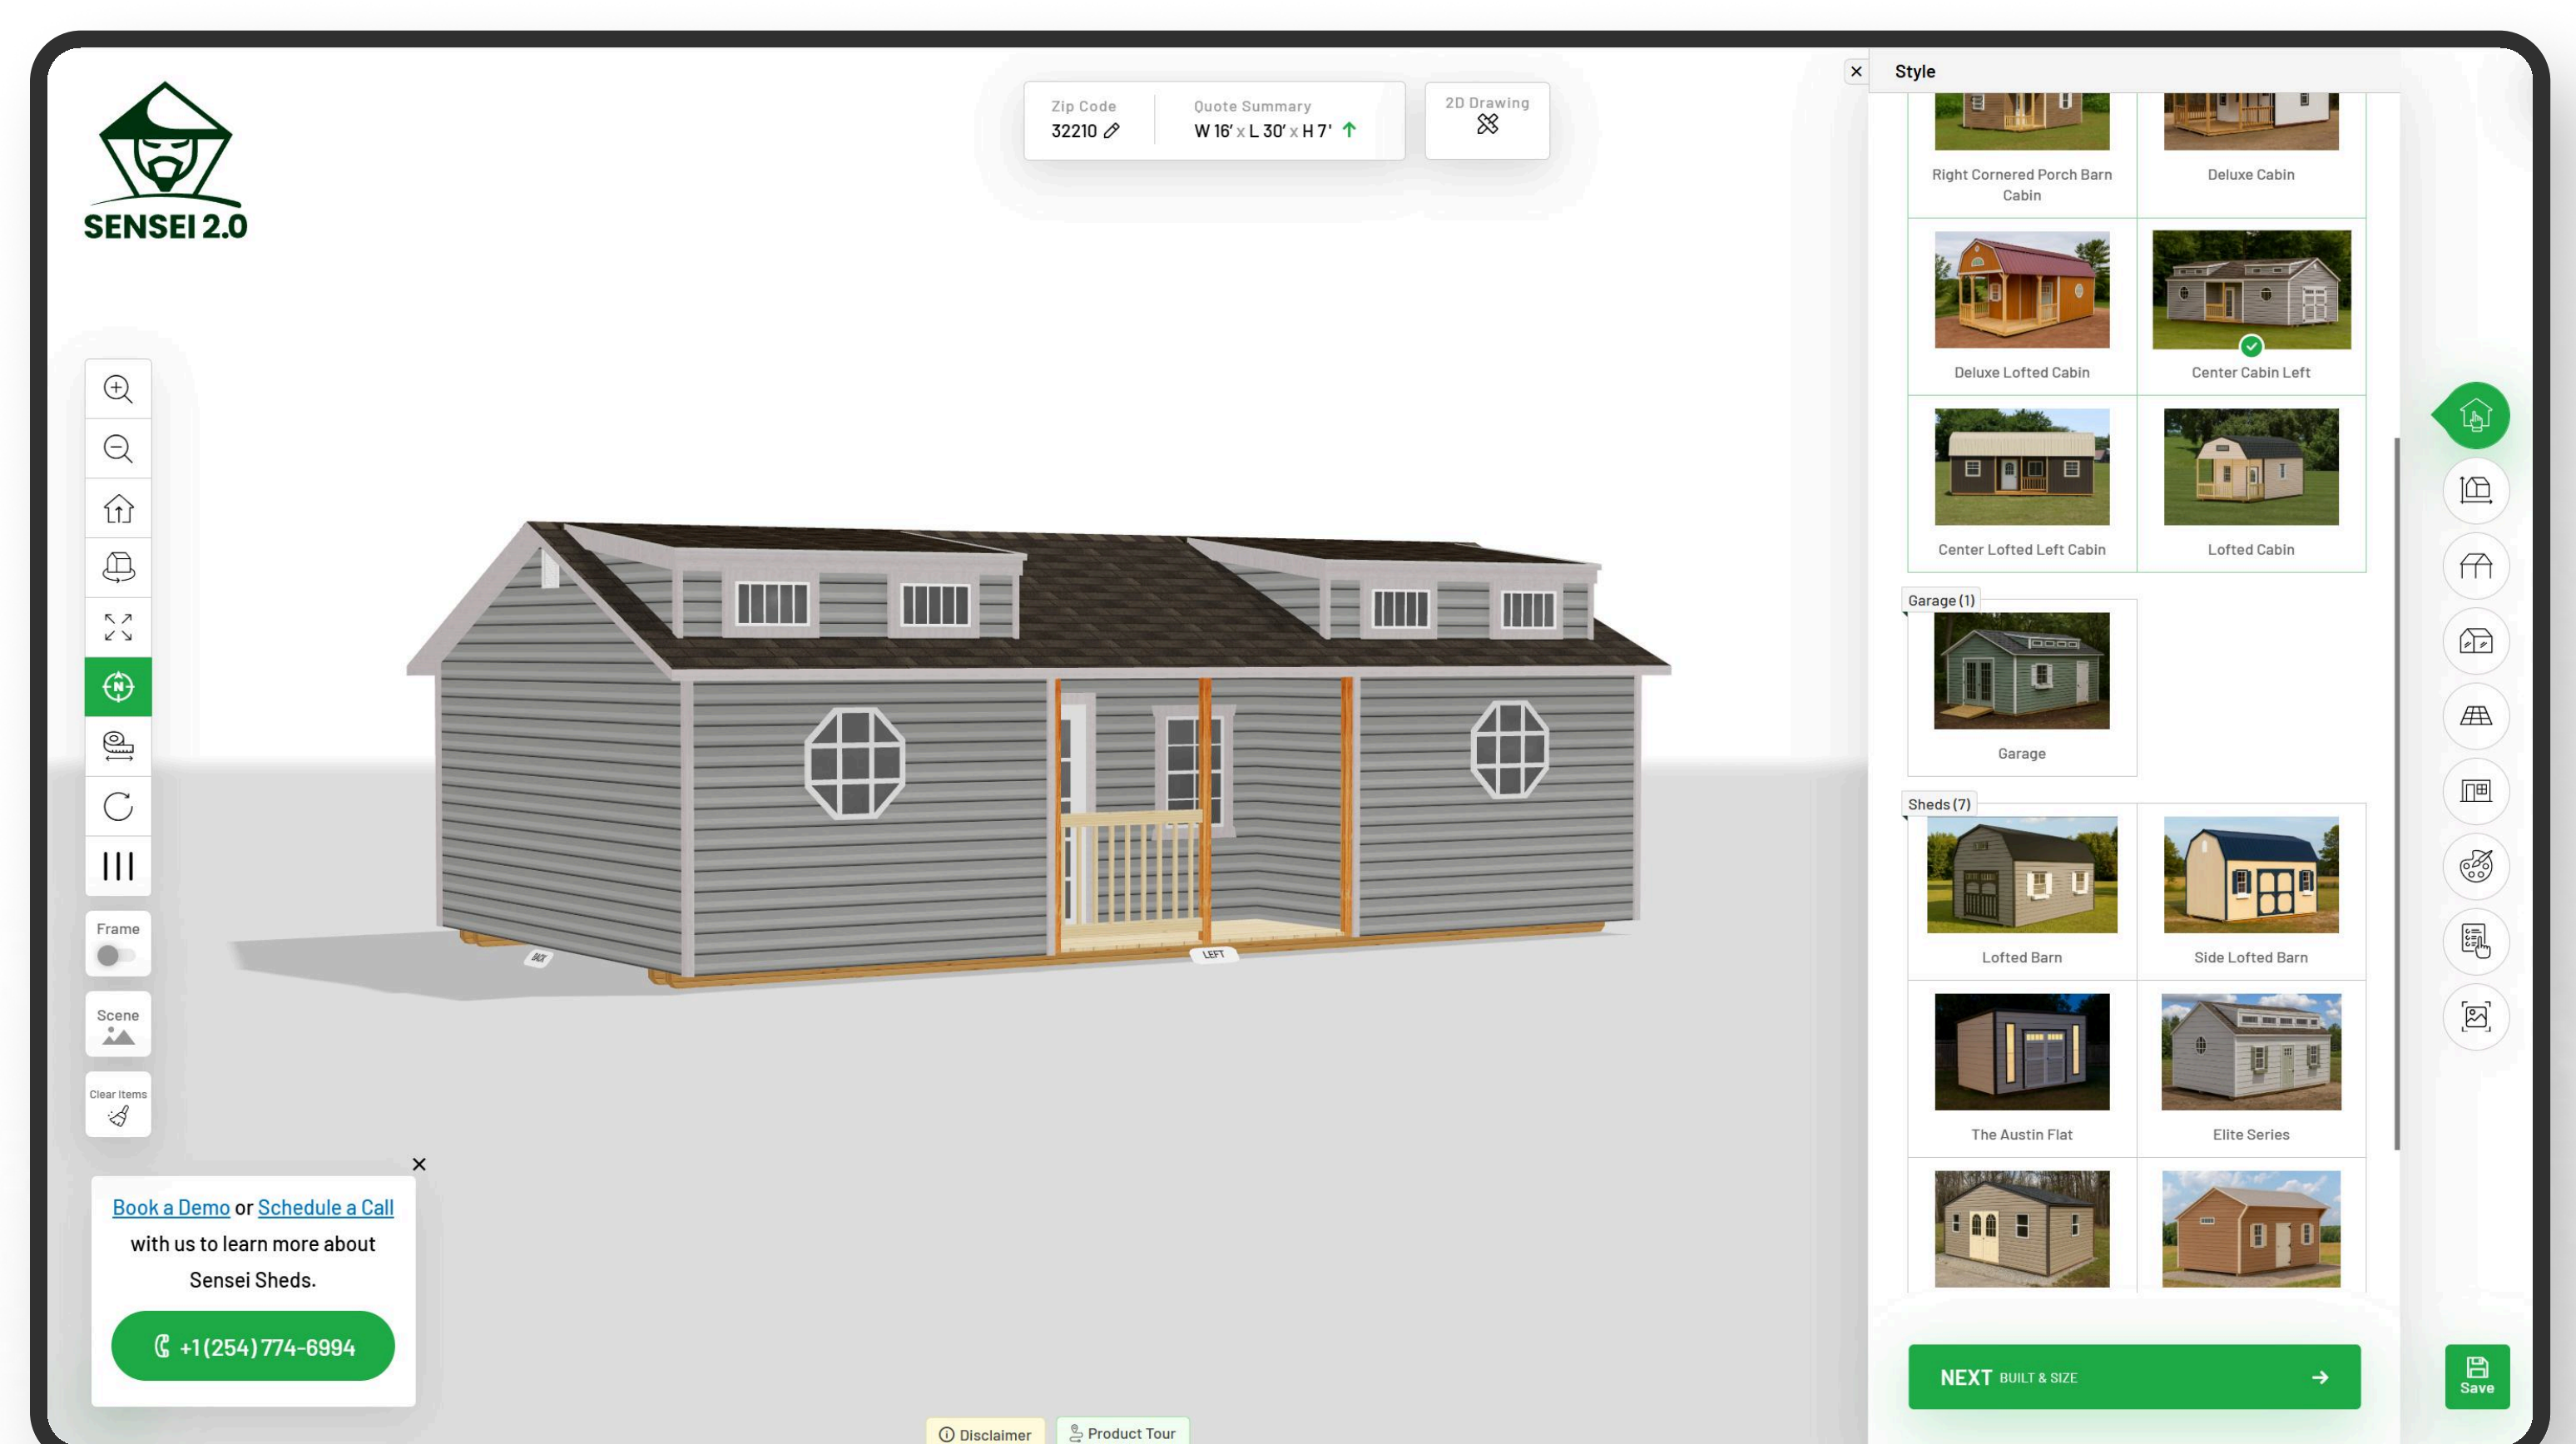 SENSEI 2.0
Zip Code
32210
Quote Summary
W 16' x L 30' x H 7'
2D Drawing
Style
Right Cornered Porch Barn
Cabin
Deluxe Cabin
Deluxe Lofted Cabin
Center Cabin Left
Center Lofted Left Cabin
Lofted Cabin
Garage (1)
Garage
Sheds (7)
Lofted Barn
Side Lofted Barn
The Austin Flat
Elite Series
NEXT BUILT & SIZE
Save
N
Frame
Scene
Clear Items
BACK
LEFT
Book a Demo or Schedule a Call
with us to learn more about
Sensei Sheds.
+1 (254) 774-6994
Disclaimer
Product Tour